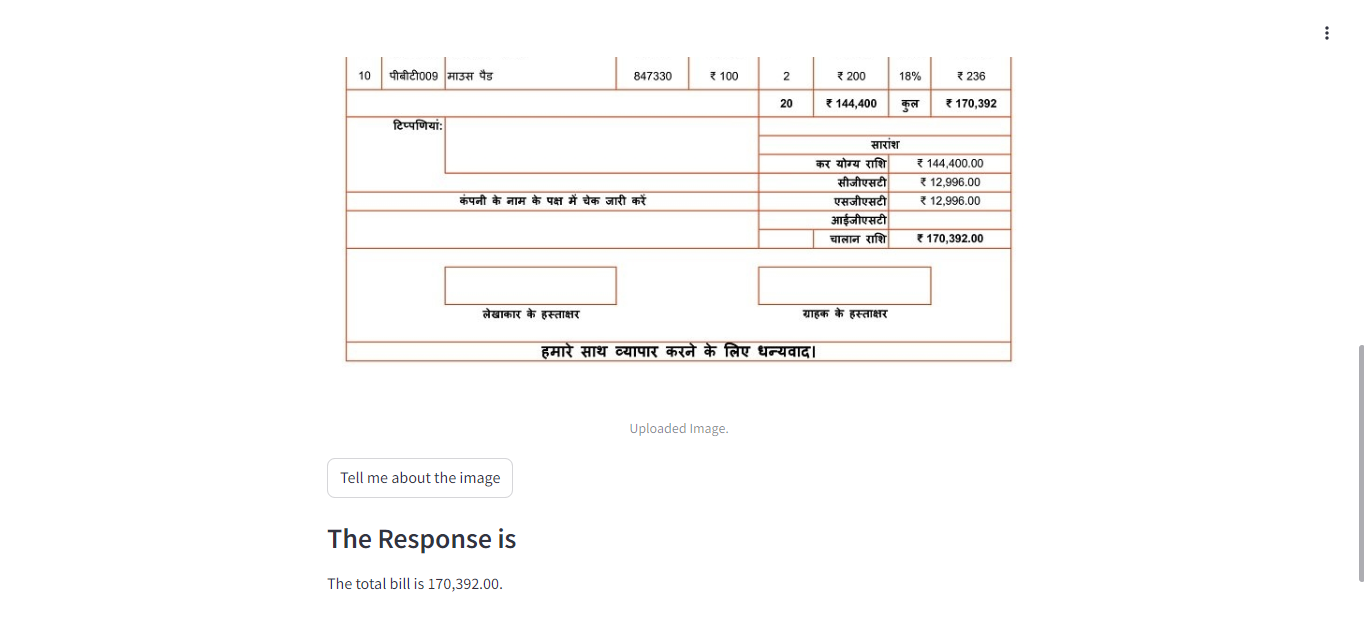 10 पीबीटी009 माउस पैड 847330 ₹ 100 2 ₹ 200 18% ₹ 236
20 ₹ 144,400 कुल ₹ 170,392
टिप्पणियां:
सारांश
कर योग्य राशि ₹ 144,400.00
सीजीएसटी ₹ 12,996.00
कंपनी के नाम के पक्ष में चेक जारी करें एसजीएसटी ₹ 12,996.00
आईजीएसटी
चालान राशि ₹ 170,392.00
लेखाकार के हस्ताक्षर ग्राहक के हस्ताक्षर
हमारे साथ व्यापार करने के लिए धन्यवाद।
Uploaded Image.
Tell me about the image
The Response is
The total bill is 170,392.00.